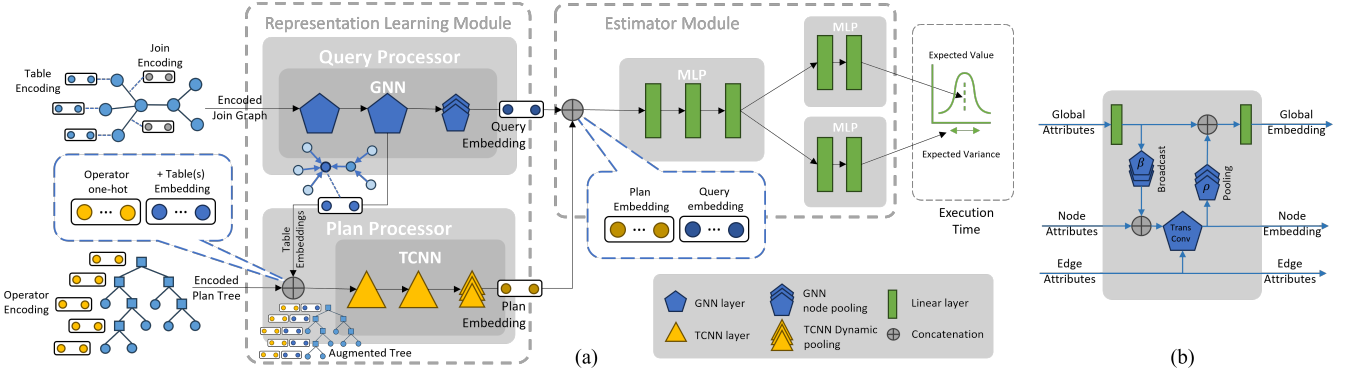 Representation Learning Module
Query Processor
GNN
Table
Encoding
Join
Encoding
Encoded
Join Graph
Query
Embedding
Operator
one-hot
+ Table(s)
Embedding
Table
Embeddings
Plan Processor
TCNN
Encoded
Plan Tree
Operator
Encoding
Augmented Tree
Plan
Embedding
Estimator Module
MLP
MLP
MLP
Plan
Embedding
Query
embedding
Expected Value
Expected Variance
Execution
Time
GNN layer
GNN
node pooling
Linear layer
TCNN layer
TCNN Dynamic
pooling
Concatenation
(a)
Global
Attributes
Global
Embedding
β
Broadcast
ρ
Pooling
Node
Attributes
Trans
Conv
Node
Embedding
Edge
Attributes
Edge
Attributes
(b)